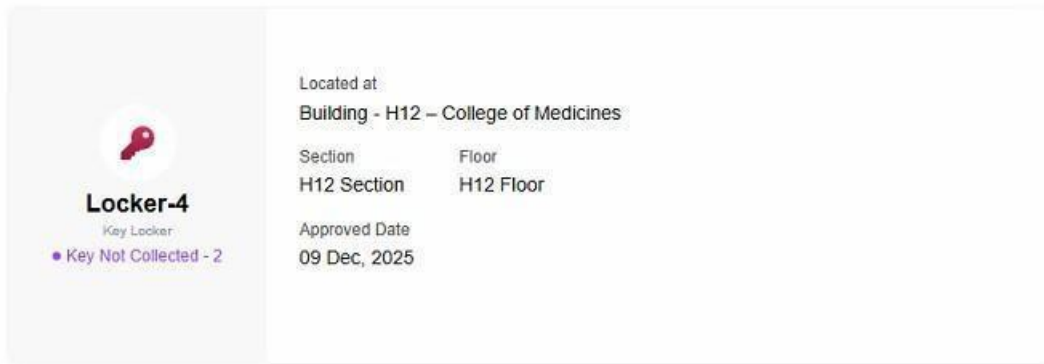 Located at
Building - H12 – College of Medicines
Section Floor
H12 Section H12 Floor
Approved Date
09 Dec, 2025
Locker-4
Key Locker
Key Not Collected - 2